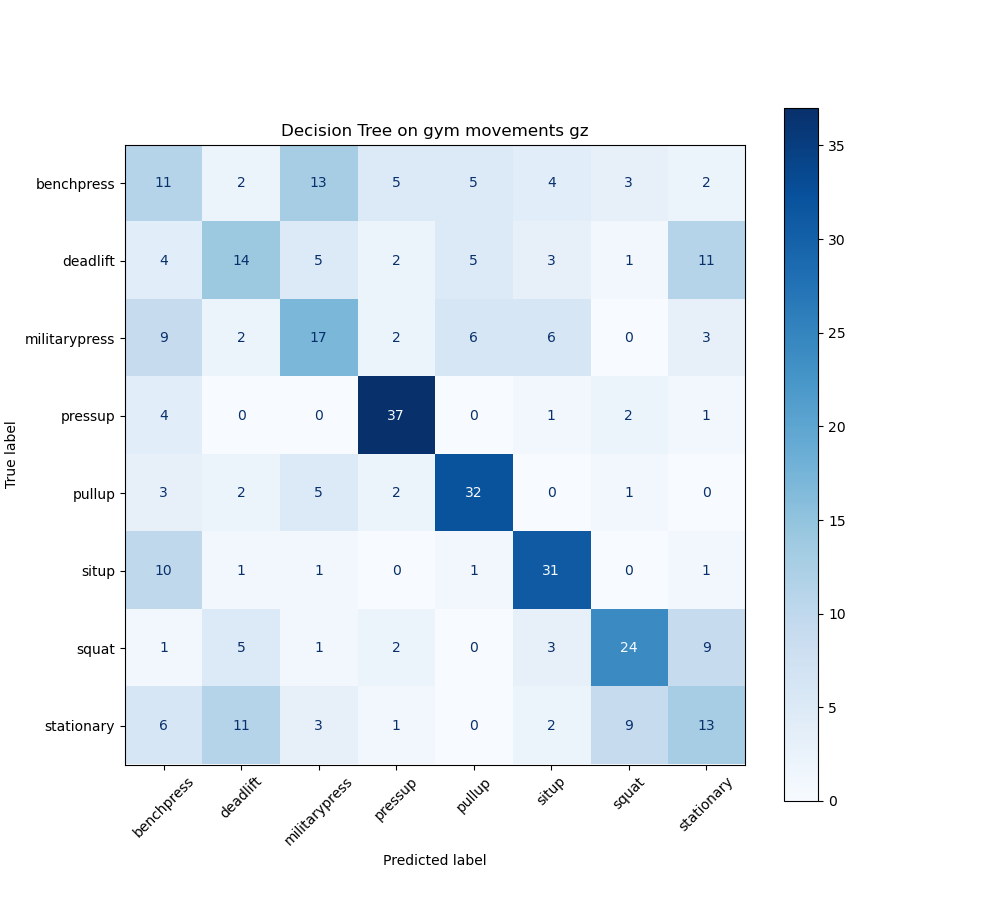 Decision Tree on gym movements gz
True label
benchpress 11 2 13 5 5 4 3 2
deadlift 4 14 5 2 5 3 1 11
militarypress 9 2 17 2 6 6 0 3
pressup 4 0 0 37 0 1 2 1
pullup 3 2 5 2 32 0 1 0
situp 10 1 1 0 1 31 0 1
squat 1 5 1 2 0 3 24 9
stationary 6 11 3 1 0 2 9 13
benchpress deadlift militarypress pressup pullup situp squat stationary
Predicted label
35
30
25
20
15
10
5
0